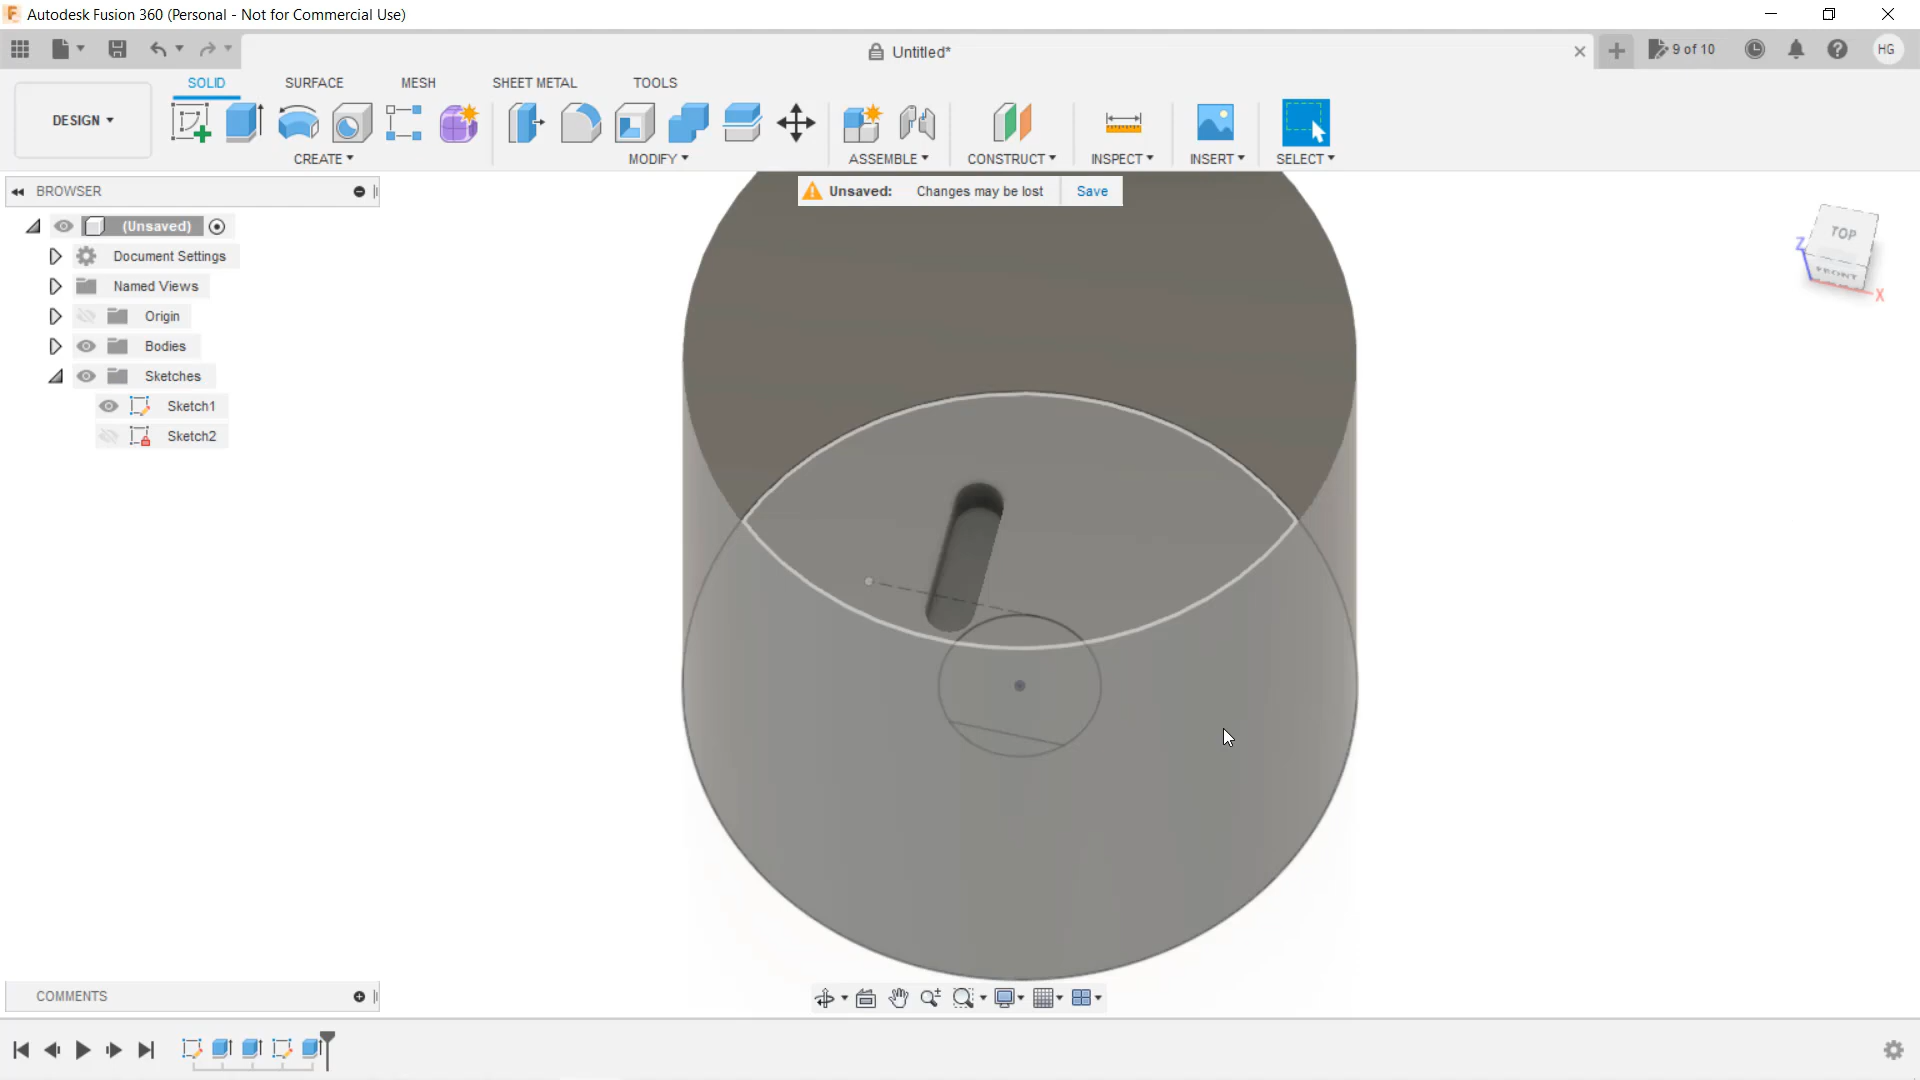 Autodesk Fusion 360 (Personal - Not for Commercial Use)
Untitled*
9 of 10
HG
DESIGN
SOLID
SURFACE
MESH
SHEET METAL
TOOLS
CREATE
MODIFY
ASSEMBLE
CONSTRUCT
INSPECT
INSERT
SELECT
BROWSER
Unsaved: Changes may be lost Save
(Unsaved)
Document Settings
Named Views
Origin
Bodies
Sketches
Sketch1
Sketch2
TOP
Z
FRONT
X
COMMENTS